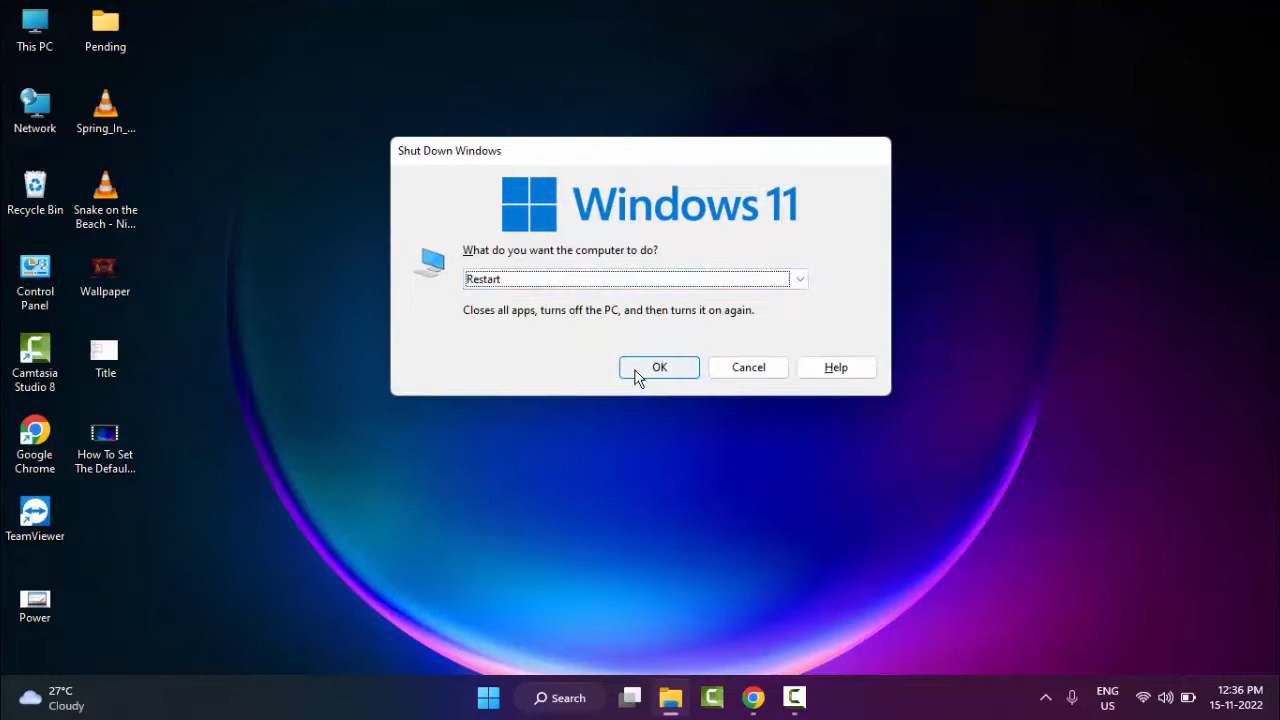 This PC
Pending
Network
Spring_In_...
Recycle Bin
Snake on the
Beach - Ni...
Control
Panel
Wallpaper
Camtasia
Studio 8
Title
Google
Chrome
How To Set
The Defaul...
TeamViewer
Power
Shut Down Windows
Windows 11
What do you want the computer to do?
Restart
Closes all apps, turns off the PC, and then turns it on again.
OK
Cancel
Help
27°C
Cloudy
Search
ENG
US
12:36 PM
15-11-2022